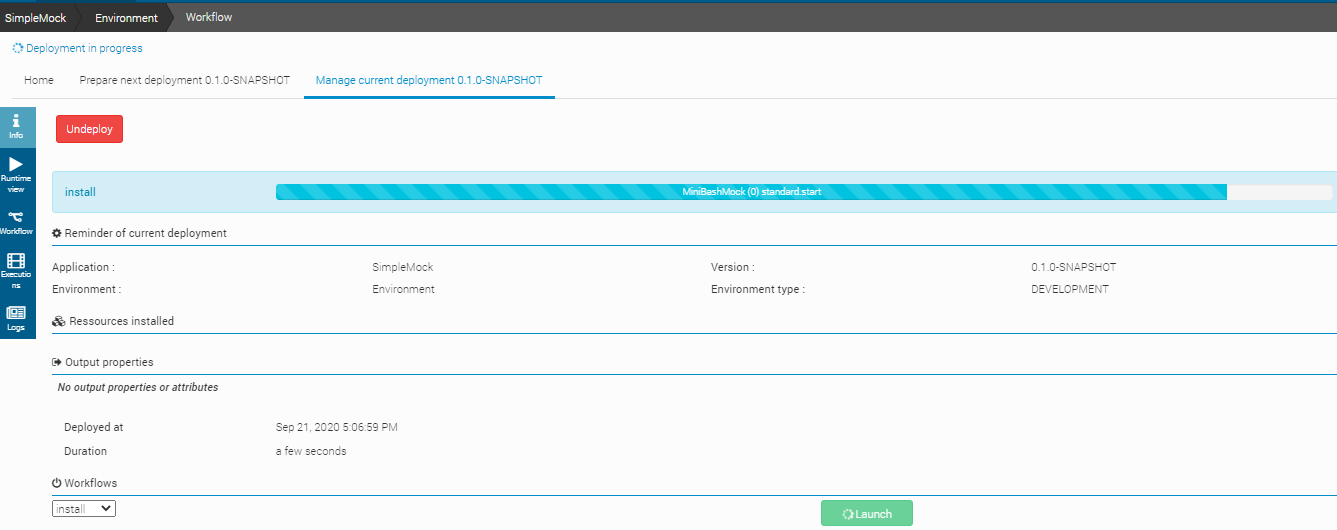 SimpleMock Environment Workflow
Deployment in progress
Home Prepare next deployment 0.1.0-SNAPSHOT Manage current deployment 0.1.0-SNAPSHOT
Info
Runtime
view
Workflow
Executio
ns
Logs
Undeploy
install MiniBashMock (0) standard.start
Reminder of current deployment
Application : SimpleMock Version : 0.1.0-SNAPSHOT
Environment : Environment Environment type : DEVELOPMENT
Ressources installed
Output properties
No output properties or attributes
Deployed at Sep 21, 2020 5:06:59 PM
Duration a few seconds
Workflows
install Launch